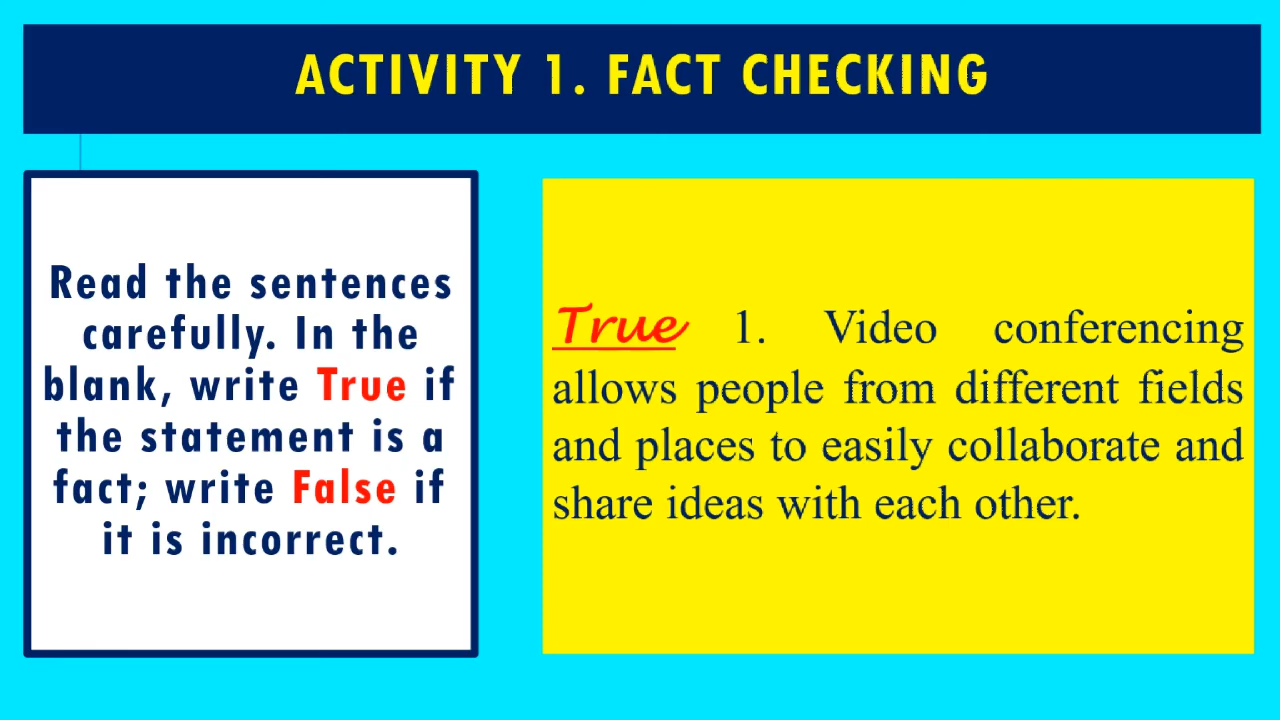 ACTIVITY 1. FACT CHECKING
Read the sentences
carefully. In the
blank, write True if
the statement is a
fact; write False if
it is incorrect.
True 1. Video conferencing
allows people from different fields
and places to easily collaborate and
share ideas with each other.